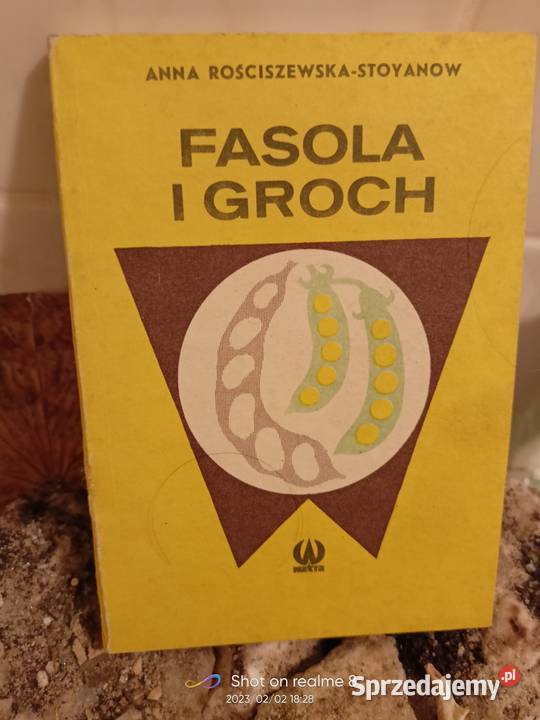 ANNA ROŚCISZEWSKA-STOYANOW
FASOLA
I GROCH
watra
Shot on realme 8
2023/02/02 18:28
Sprzedajemy.pl